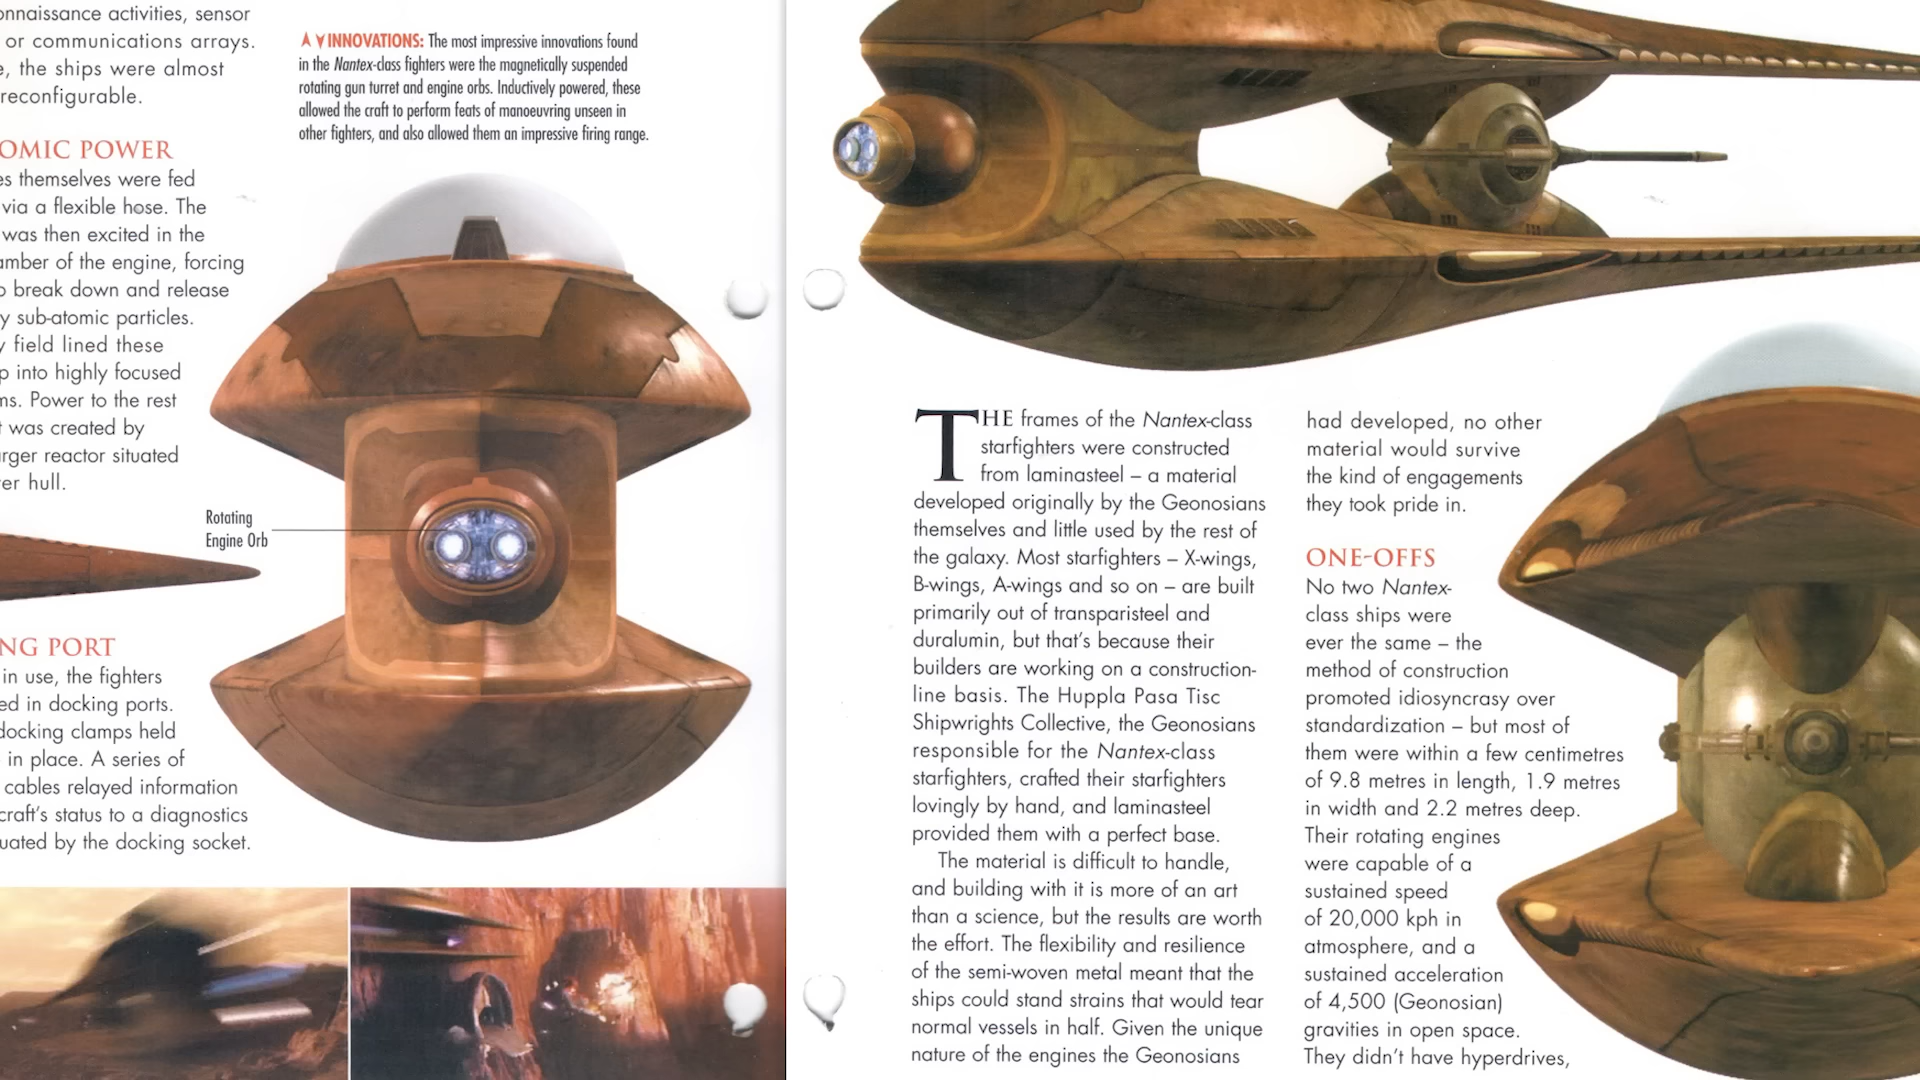 onnaissance activities, sensor
or communications arrays.
, the ships were almost
reconfigurable.
OMIC POWER
es themselves were fed
via a flexible hose. The
was then excited in the
amber of the engine, forcing
o break down and release
y sub-atomic particles.
y field lined these
p into highly focused
ms. Power to the rest
t was created by
arger reactor situated
er hull.
NG PORT
in use, the fighters
ed in docking ports.
docking clamps held
in place. A series of
cables relayed information
craft's status to a diagnostics
uated by the docking socket.
INNOVATIONS: The most impressive innovations found
in the Nantex-class fighters were the magnetically suspended
rotating gun turret and engine orbs. Inductively powered, these
allowed the craft to perform feats of manoeuvring unseen in
other fighters, and also allowed them an impressive firing range.
Rotating
Engine Orb
THE frames of the Nantex-class
starfighters were constructed
from laminasteel – a material
developed originally by the Geonosians
themselves and little used by the rest of
the galaxy. Most starfighters – X-wings,
B-wings, A-wings and so on – are built
primarily out of transparisteel and
duralumin, but that's because their
builders are working on a construction-
line basis. The Huppla Pasa Tisc
Shipwrights Collective, the Geonosians
responsible for the Nantex-class
starfighters, crafted their starfighters
lovingly by hand, and laminasteel
provided them with a perfect base.
The material is difficult to handle,
and building with it is more of an art
than a science, but the results are worth
the effort. The flexibility and resilience
of the semi-woven metal meant that the
ships could stand strains that would tear
normal vessels in half. Given the unique
nature of the engines the Geonosians
had developed, no other
material would survive
the kind of engagements
they took pride in.
ONE-OFFS
No two Nantex-
class ships were
ever the same – the
method of construction
promoted idiosyncrasy over
standardization – but most of
them were within a few centimetres
of 9.8 metres in length, 1.9 metres
in width and 2.2 metres deep.
Their rotating engines
were capable of a
sustained speed
of 20,000 kph in
atmosphere, and a
sustained acceleration
of 4,500 (Geonosian)
gravities in open space.
They didn't have hyperdrives,